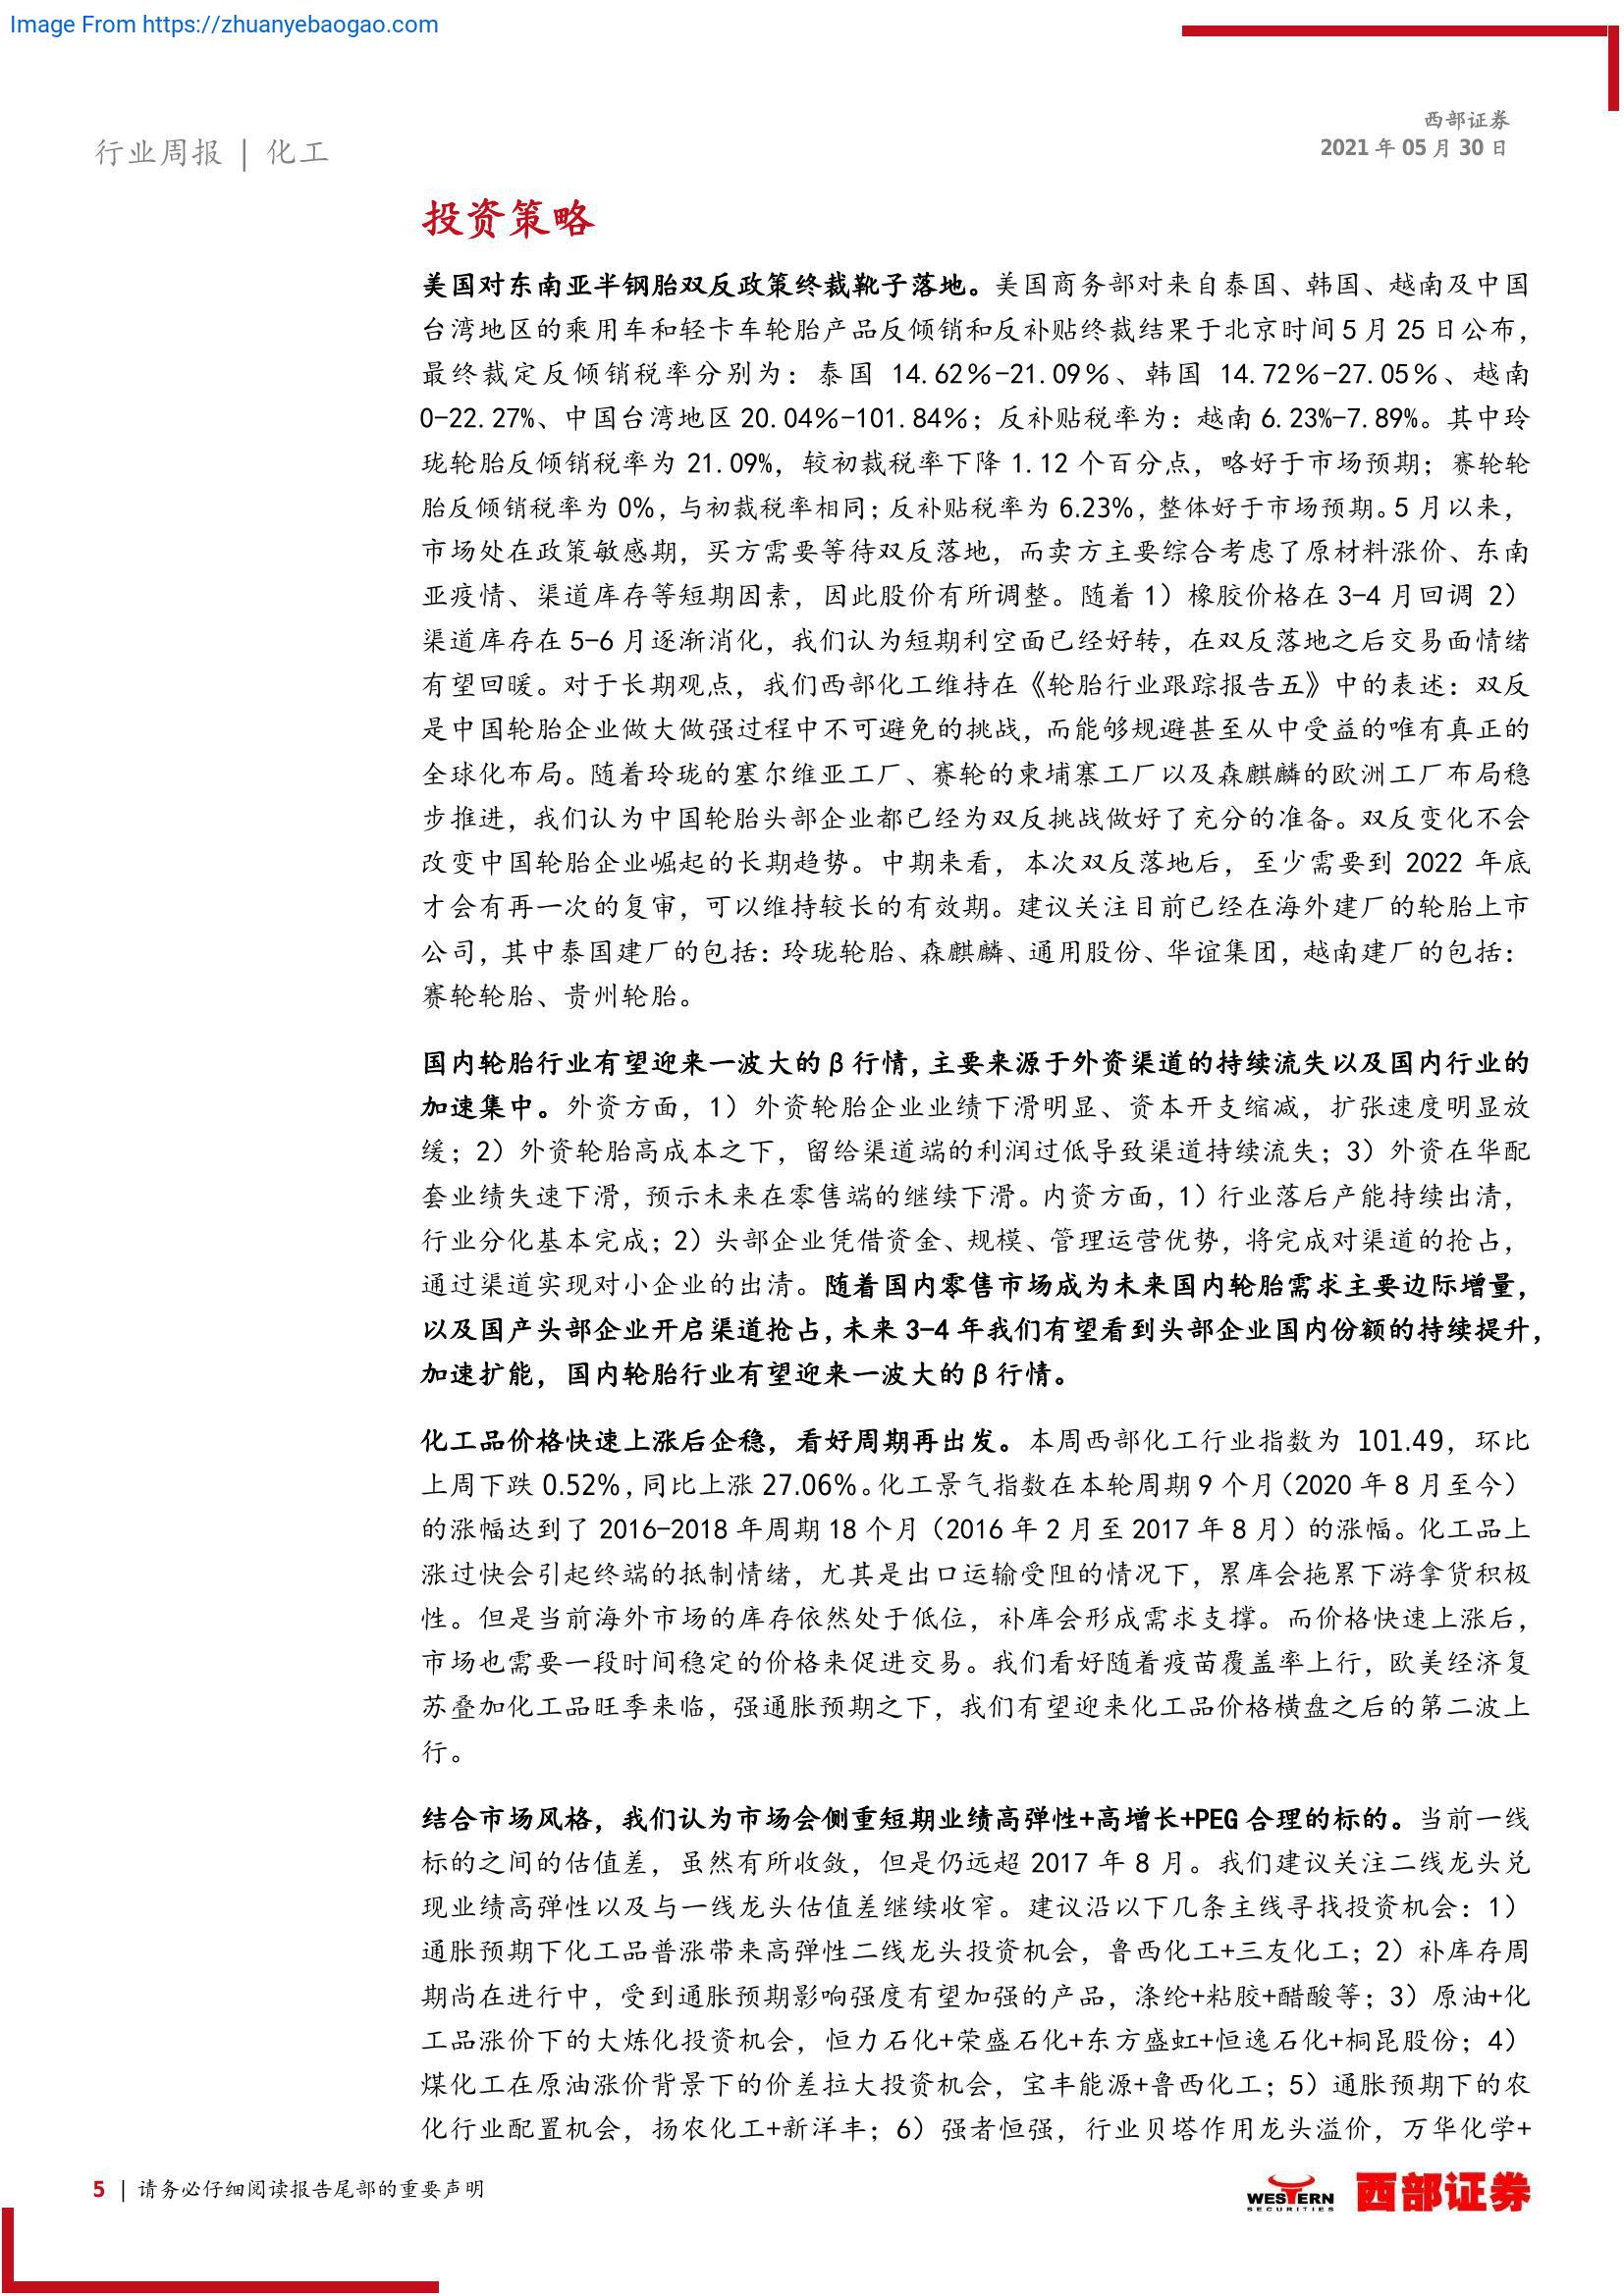 Image From https://zhuanyebaogao.com
西部证券
2021 年 05 月 30 日
行业周报 | 化工
投资策略
美国对东南亚半钢胎双反政策终裁靴子落地。美国商务部对来自泰国、韩国、越南及中国
台湾地区的乘用车和轻卡车轮胎产品反倾销和反补贴终裁结果于北京时间5 月 25 日公布，
最终裁定反倾销税率分别为：泰国 14.62%-21.09%、韩国 14.72%-27.05%、越南
0-22.27%、中国台湾地区 20.04%-101.84%；反补贴税率为：越南 6.23%-7.89%。其中玲
珑轮胎反倾销税率为 21.09%，较初裁税率下降 1.12 个百分点，略好于市场预期；赛轮轮
胎反倾销税率为 0%，与初裁税率相同；反补贴税率为 6.23%，整体好于市场预期。5 月以来，
市场处在政策敏感期，买方需要等待双反落地，而卖方主要综合考虑了原材料涨价、东南
亚疫情、渠道库存等短期因素，因此股价有所调整。随着 1）橡胶价格在 3-4 月回调 2）
渠道库存在 5-6 月逐渐消化，我们认为短期利空面已经好转，在双反落地之后交易面情绪
有望回暖。对于长期观点，我们西部化工维持在《轮胎行业跟踪报告五》中的表述：双反
是中国轮胎企业做大做强过程中不可避免的挑战，而能够规避甚至从中受益的唯有真正的
全球化布局。随着玲珑的塞尔维亚工厂、赛轮的柬埔寨工厂以及森麒麟的欧洲工厂布局稳
步推进，我们认为中国轮胎头部企业都已经为双反挑战做好了充分的准备。双反变化不会
改变中国轮胎企业崛起的长期趋势。中期来看，本次双反落地后，至少需要到 2022 年底
才会有再一次的复审，可以维持较长的有效期。建议关注目前已经在海外建厂的轮胎上市
公司，其中泰国建厂的包括：玲珑轮胎、森麒麟、通用股份、华谊集团，越南建厂的包括：
赛轮轮胎、贵州轮胎。
国内轮胎行业有望迎来一波大的 β 行情，主要来源于外资渠道的持续流失以及国内行业的
加速集中。外资方面，1）外资轮胎企业业绩下滑明显、资本开支缩减，扩张速度明显放
缓；2）外资轮胎高成本之下，留给渠道端的利润过低导致渠道持续流失；3）外资在华配
套业绩失速下滑，预示未来在零售端的继续下滑。内资方面，1）行业落后产能持续出清，
行业分化基本完成；2）头部企业凭借资金、规模、管理运营优势，将完成对渠道的抢占，
通过渠道实现对小企业的出清。随着国内零售市场成为未来国内轮胎需求主要边际增量，
以及国产头部企业开启渠道抢占，未来 3-4 年我们有望看到头部企业国内份额的持续提升，
加速扩能，国内轮胎行业有望迎来一波大的 β 行情。
化工品价格快速上涨后企稳，看好周期再出发。本周西部化工行业指数为 101.49，环比
上周下跌 0.52%，同比上涨 27.06%。化工景气指数在本轮周期 9 个月（2020 年 8 月至今）
的涨幅达到了 2016-2018 年周期 18 个月（2016 年 2 月至 2017 年 8 月）的涨幅。化工品上
涨过快会引起终端的抵制情绪，尤其是出口运输受阻的情况下，累库会拖累下游拿货积极
性。但是当前海外市场的库存依然处于低位，补库会形成需求支撑。而价格快速上涨后，
市场也需要一段时间稳定的价格来促进交易。我们看好随着疫苗覆盖率上行，欧美经济复
苏叠加化工品旺季来临，强通胀预期之下，我们有望迎来化工品价格横盘之后的第二波上
行。
结合市场风格，我们认为市场会侧重短期业绩高弹性+高增长+PEG 合理的标的。当前一线
标的之间的估值差，虽然有所收敛，但是仍远超 2017 年 8 月。我们建议关注二线龙头兑
现业绩高弹性以及与一线龙头估值差继续收窄。建议沿以下几条主线寻找投资机会：1）
通胀预期下化工品普涨带来高弹性二线龙头投资机会，鲁西化工+三友化工；2）补库存周
期尚在进行中，受到通胀预期影响强度有望加强的产品，涤纶+粘胶+醋酸等；3）原油+化
工品涨价下的大炼化投资机会，恒力石化+荣盛石化+东方盛虹+恒逸石化+桐昆股份；4）
煤化工在原油涨价背景下的价差拉大投资机会，宝丰能源+鲁西化工；5）通胀预期下的农
化行业配置机会，扬农化工+新洋丰；6）强者恒强，行业贝塔作用龙头溢价，万华化学+
5 | 请务必仔细阅读报告尾部的重要声明
WESTERN
SECURITIES
西部证券